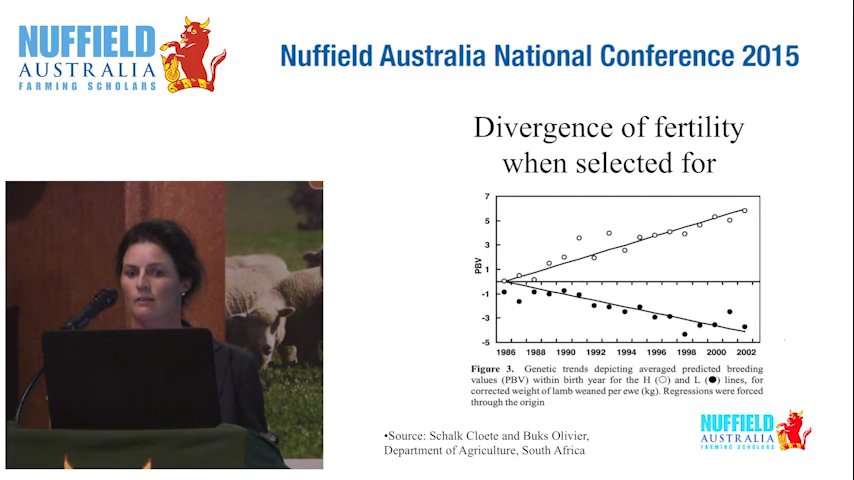 NUFFIELD
AUSTRALIA
FARMING SCHOLARS
Nuffield Australia National Conference 2015
Divergence of fertility
when selected for
7
5
3
1
-1
-3
-5
PBV
1986 1988 1990 1992 1994 1996 1998 2000 2002
Figure 3. Genetic trends depicting averaged predicted breeding
values (PBV) within birth year for the H (○) and L (●) lines, for
corrected weight of lamb weaned per ewe (kg). Regressions were forced
through the origin
•Source: Schalk Cloete and Buks Olivier,
Department of Agriculture, South Africa
NUFFIELD
AUSTRALIA
FARMING SCHOLARS